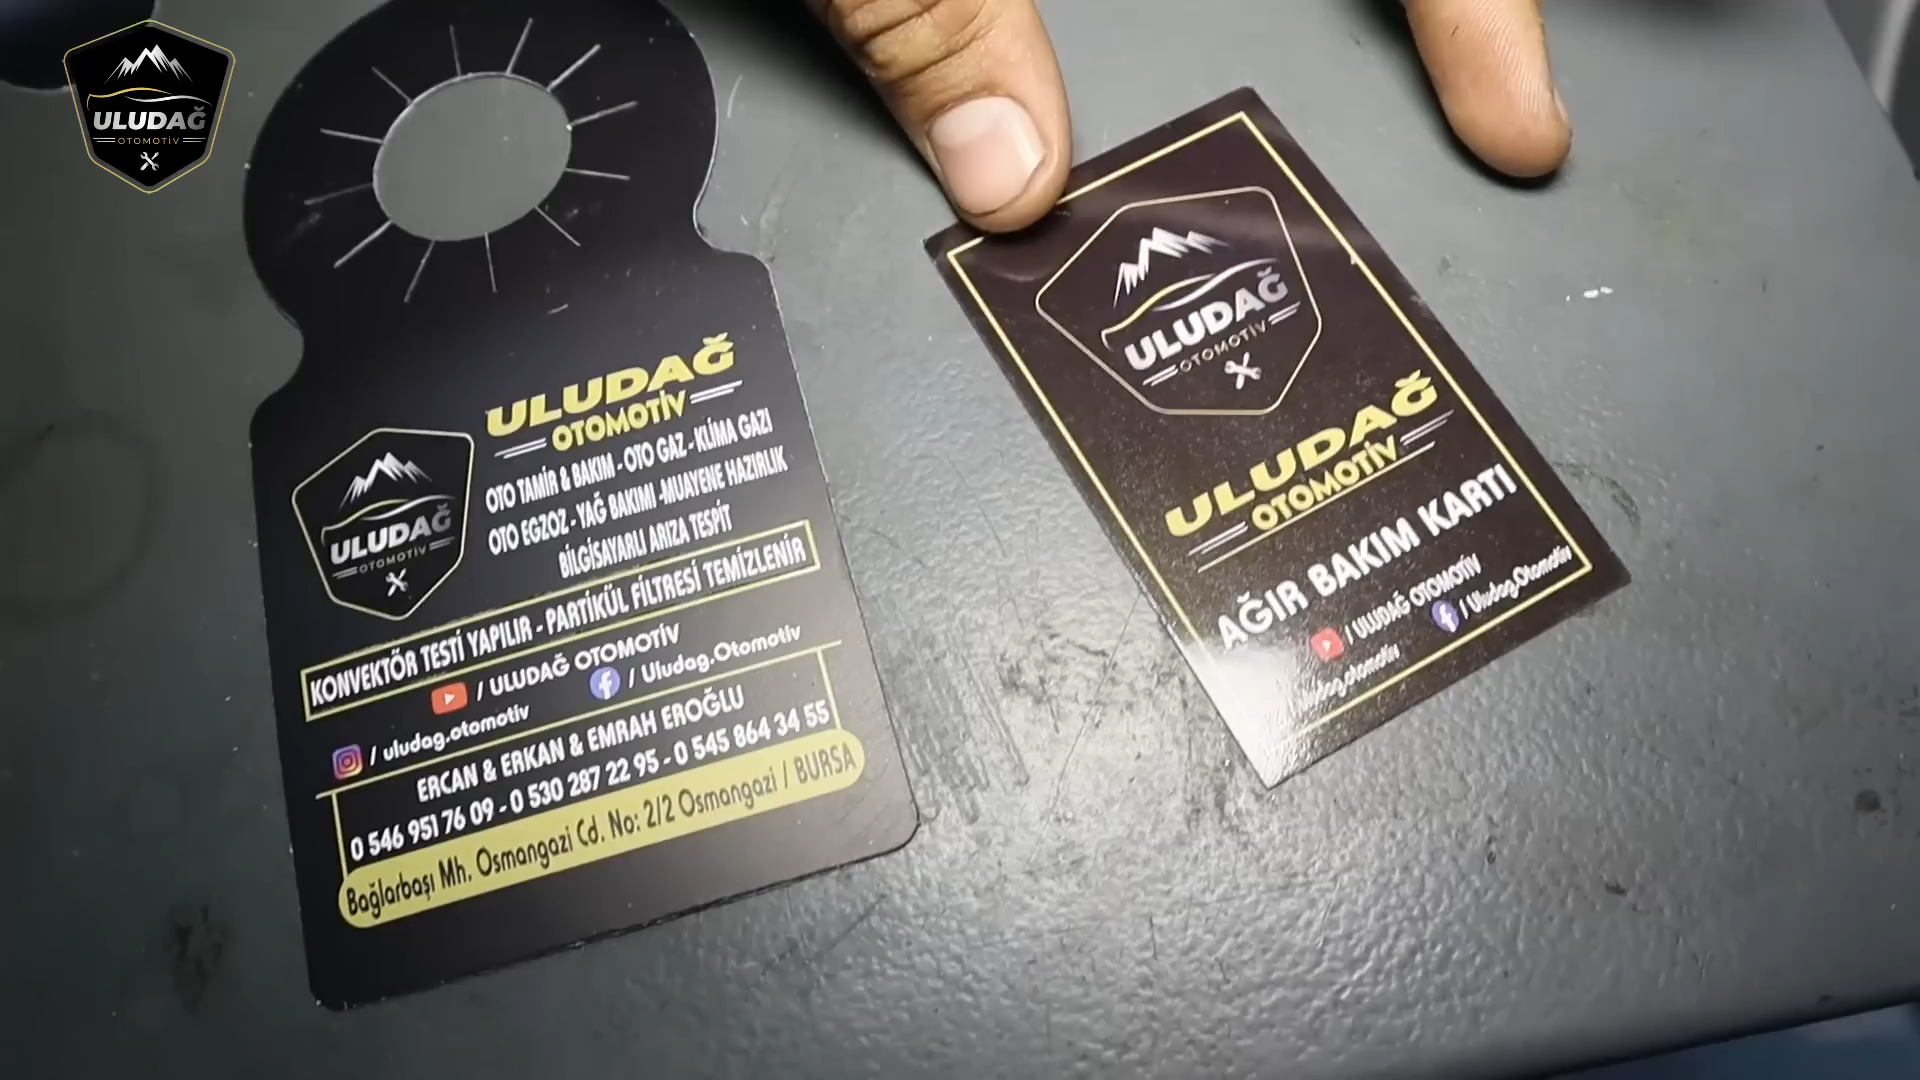 ULUDAĞ
OTOMOTİV
ULUDAĞ
OTOMOTİV
OTO TAMİR & BAKIM - OTO GAZ - KLİMA GAZI
OTO EGZOZ - YAĞ BAKIMI -MUAYENE HAZIRLIK
BİLGİSAYARLI ARIZA TESPİT
ULUDAĞ
OTOMOTİV
KONVEKTÖR TESTİ YAPILIR - PARTİKÜL FİLTRESİ TEMİZLENİR
/ ULUDAĞ OTOMOTİV
/ Uludag.Otomotiv
/ uludag.otomotiv
ERCAN & ERKAN & EMRAH EROĞLU
0 546 951 76 09 - 0 530 287 22 95 - 0 545 864 34 55
Bağlarbaşı Mh. Osmangazi Cd. No: 2/2 Osmangazi / BURSA
ULUDAĞ
OTOMOTİV
ULUDAĞ
OTOMOTİV
AĞIR BAKIM KARTI
/ ULUDAĞ OTOMOTİV
/ Uludag.Otomotiv
uludag.otomotiv